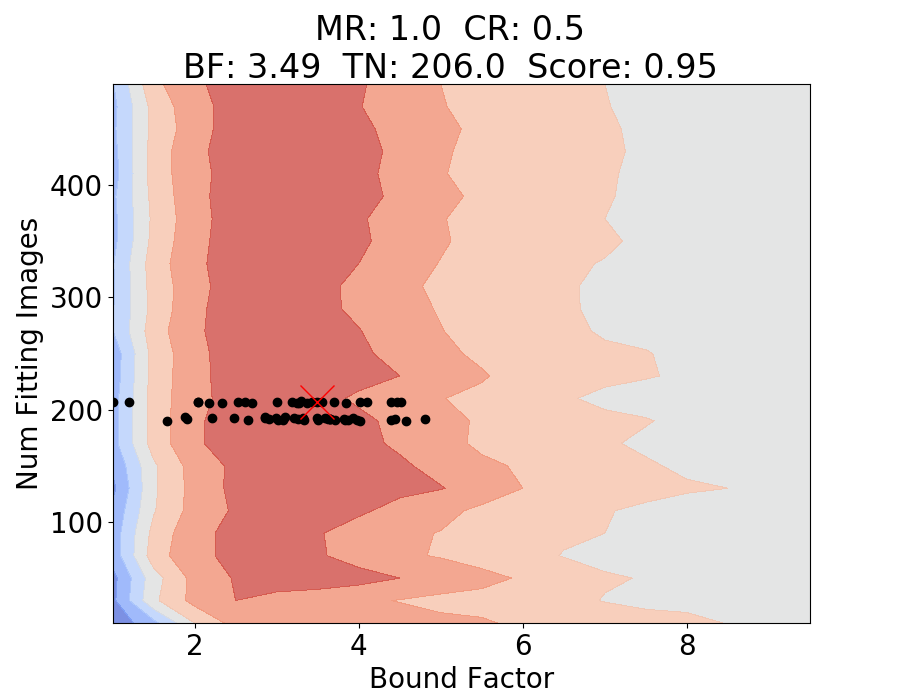 MR: 1.0  CR: 0.5
BF: 3.49  TN: 206.0  Score: 0.95
Num Fitting Images
400
300
200
100
2 4 6 8
Bound Factor